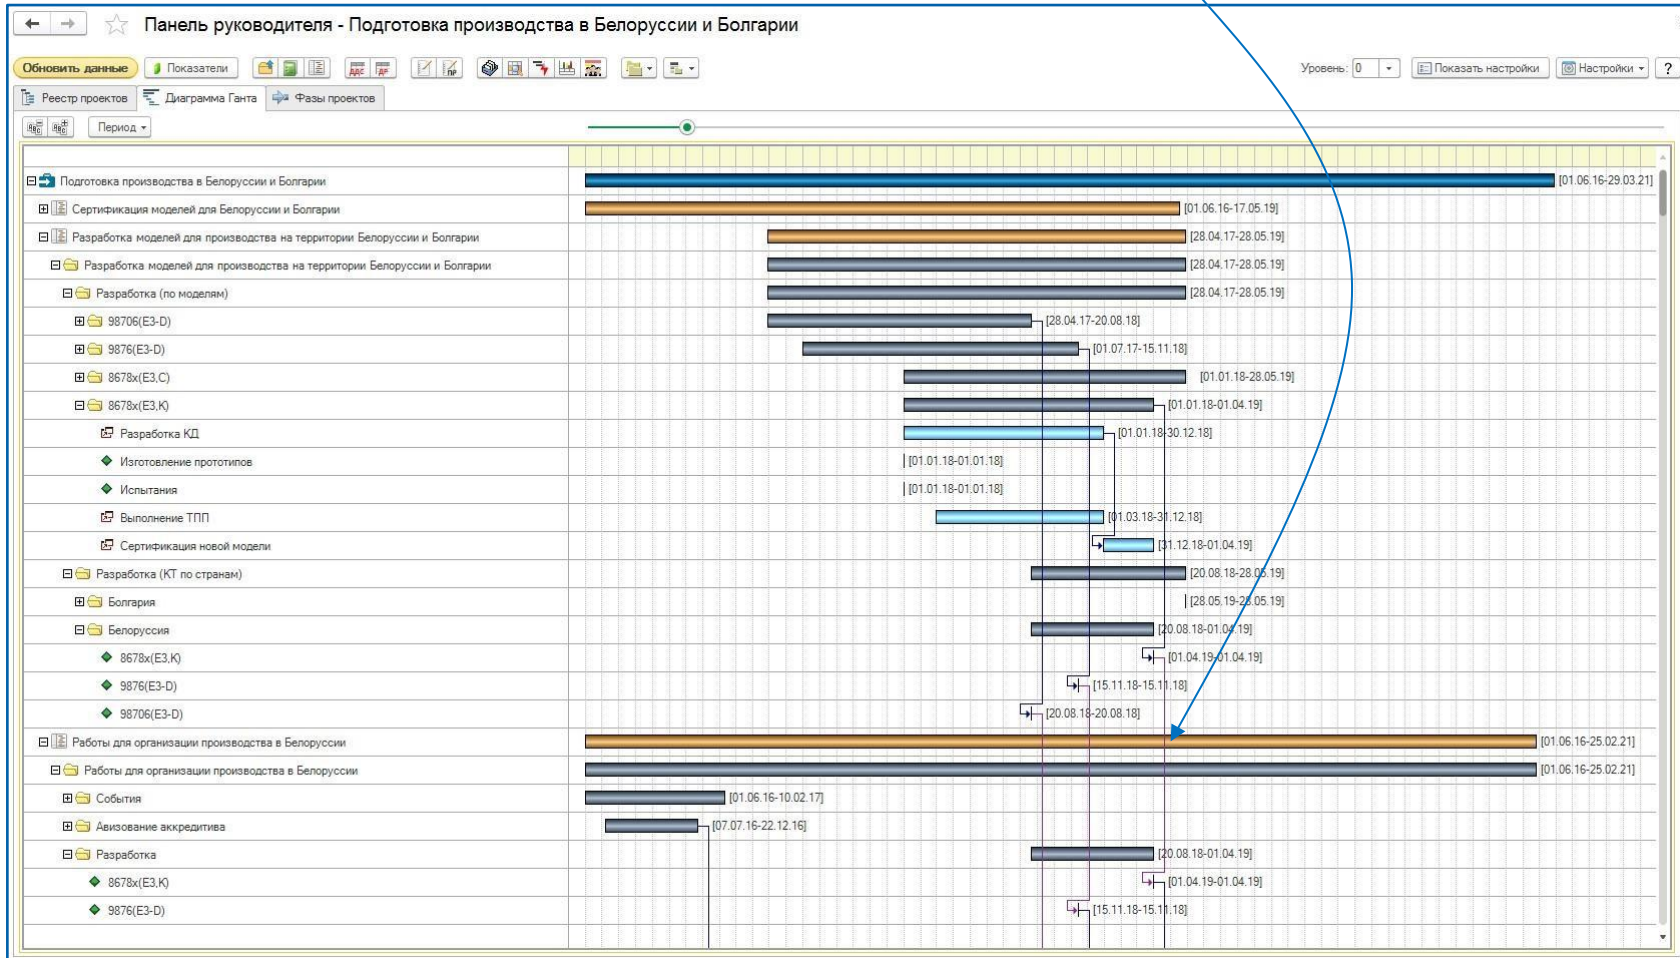 Панель руководителя - Подготовка производства в Белоруссии и Болгарии
Обновить данные Показатели ДДС ДР ПР Уровень: 0 Показать настройки Настройки ?
Реестр проектов Диаграмма Ганта Фазы проектов
Период
Подготовка производства в Белоруссии и Болгарии [01.06.16-29.03.21]
Сертификация моделей для Белоруссии и Болгарии [01.06.16-17.05.19]
Разработка моделей для производства на территории Белоруссии и Болгарии [28.04.17-28.05.19]
Разработка моделей для производства на территории Белоруссии и Болгарии [28.04.17-28.05.19]
Разработка (по моделям) [28.04.17-28.05.19]
98706(E3-D) [28.04.17-20.08.18]
9876(E3-D) [01.07.17-15.11.18]
8678x(E3,C) [01.01.18-28.05.19]
8678x(E3,K) [01.01.18-01.04.19]
Разработка КД [01.01.18-30.12.18]
Изготовление прототипов [01.01.18-01.01.18]
Испытания [01.01.18-01.01.18]
Выполнение ТПП [01.03.18-31.12.18]
Сертификация новой модели [31.12.18-01.04.19]
Разработка (КТ по странам) [20.08.18-28.05.19]
Болгария [28.05.19-28.05.19]
Белоруссия [20.08.18-01.04.19]
8678x(E3,K) [01.04.19-01.04.19]
9876(E3-D) [15.11.18-15.11.18]
98706(E3-D) [20.08.18-20.08.18]
Работы для организации производства в Белоруссии [01.06.16-25.02.21]
Работы для организации производства в Белоруссии [01.06.16-25.02.21]
События [01.06.16-10.02.17]
Авизование аккредитива [07.07.16-22.12.16]
Разработка [20.08.18-01.04.19]
8678x(E3,K) [01.04.19-01.04.19]
9876(E3-D) [15.11.18-15.11.18]